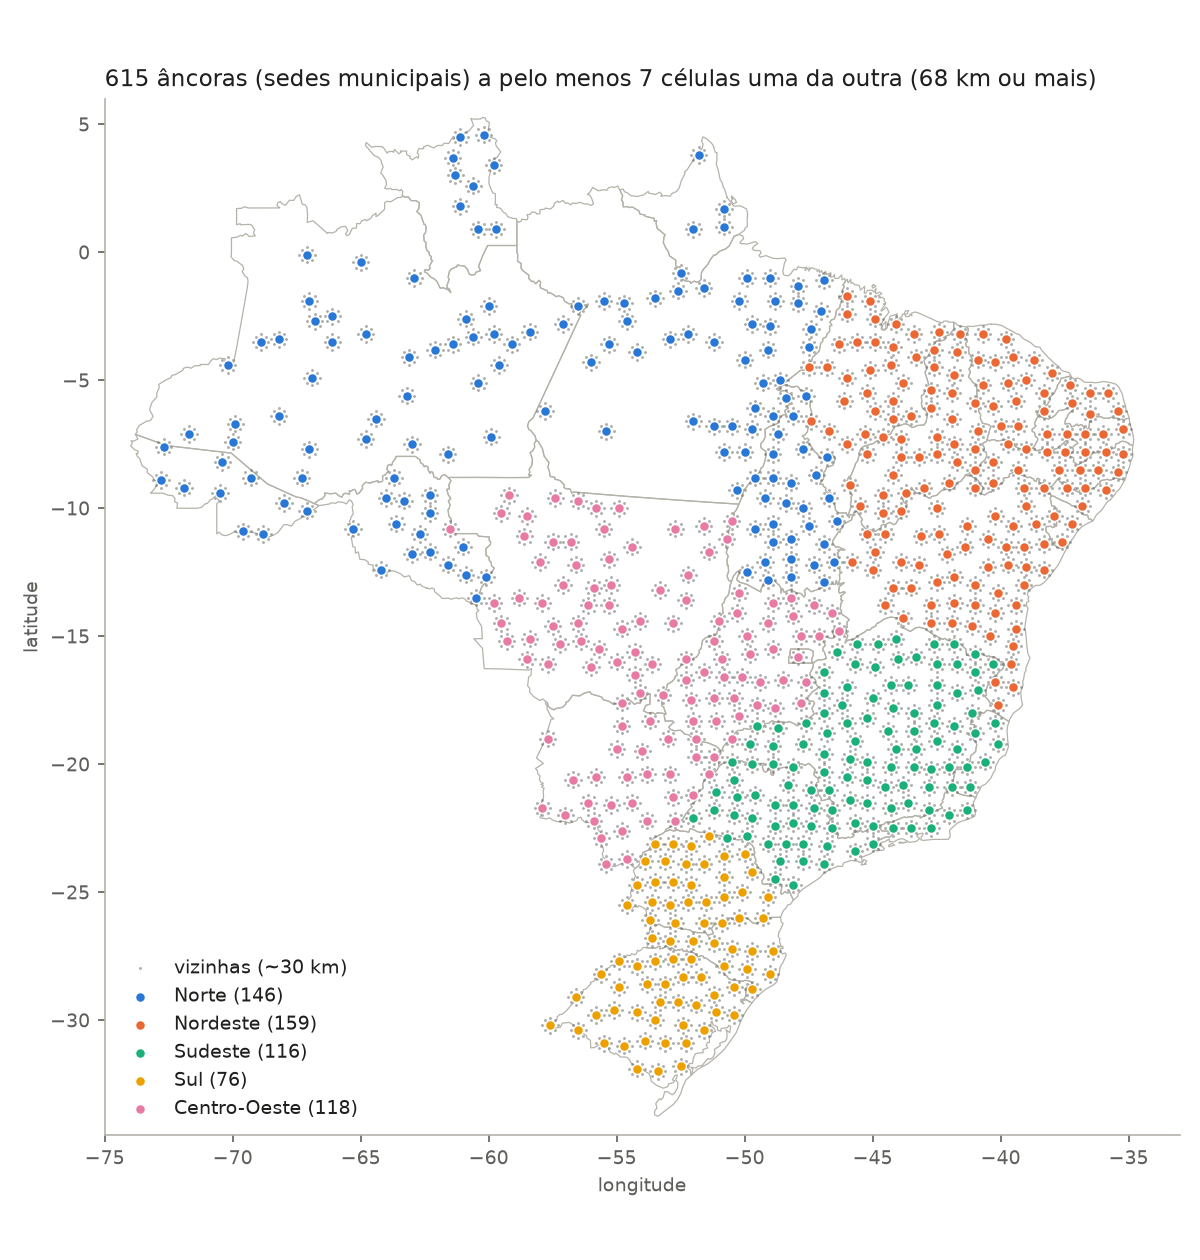 615 âncoras (sedes municipais) a pelo menos 7 células uma da outra (68 km ou mais)
5
0
−5
−10
−15
−20
−25
−30
latitude
vizinhas (~30 km)
Norte (146)
Nordeste (159)
Sudeste (116)
Sul (76)
Centro-Oeste (118)
−75 −70 −65 −60 −55 −50 −45 −40 −35
longitude